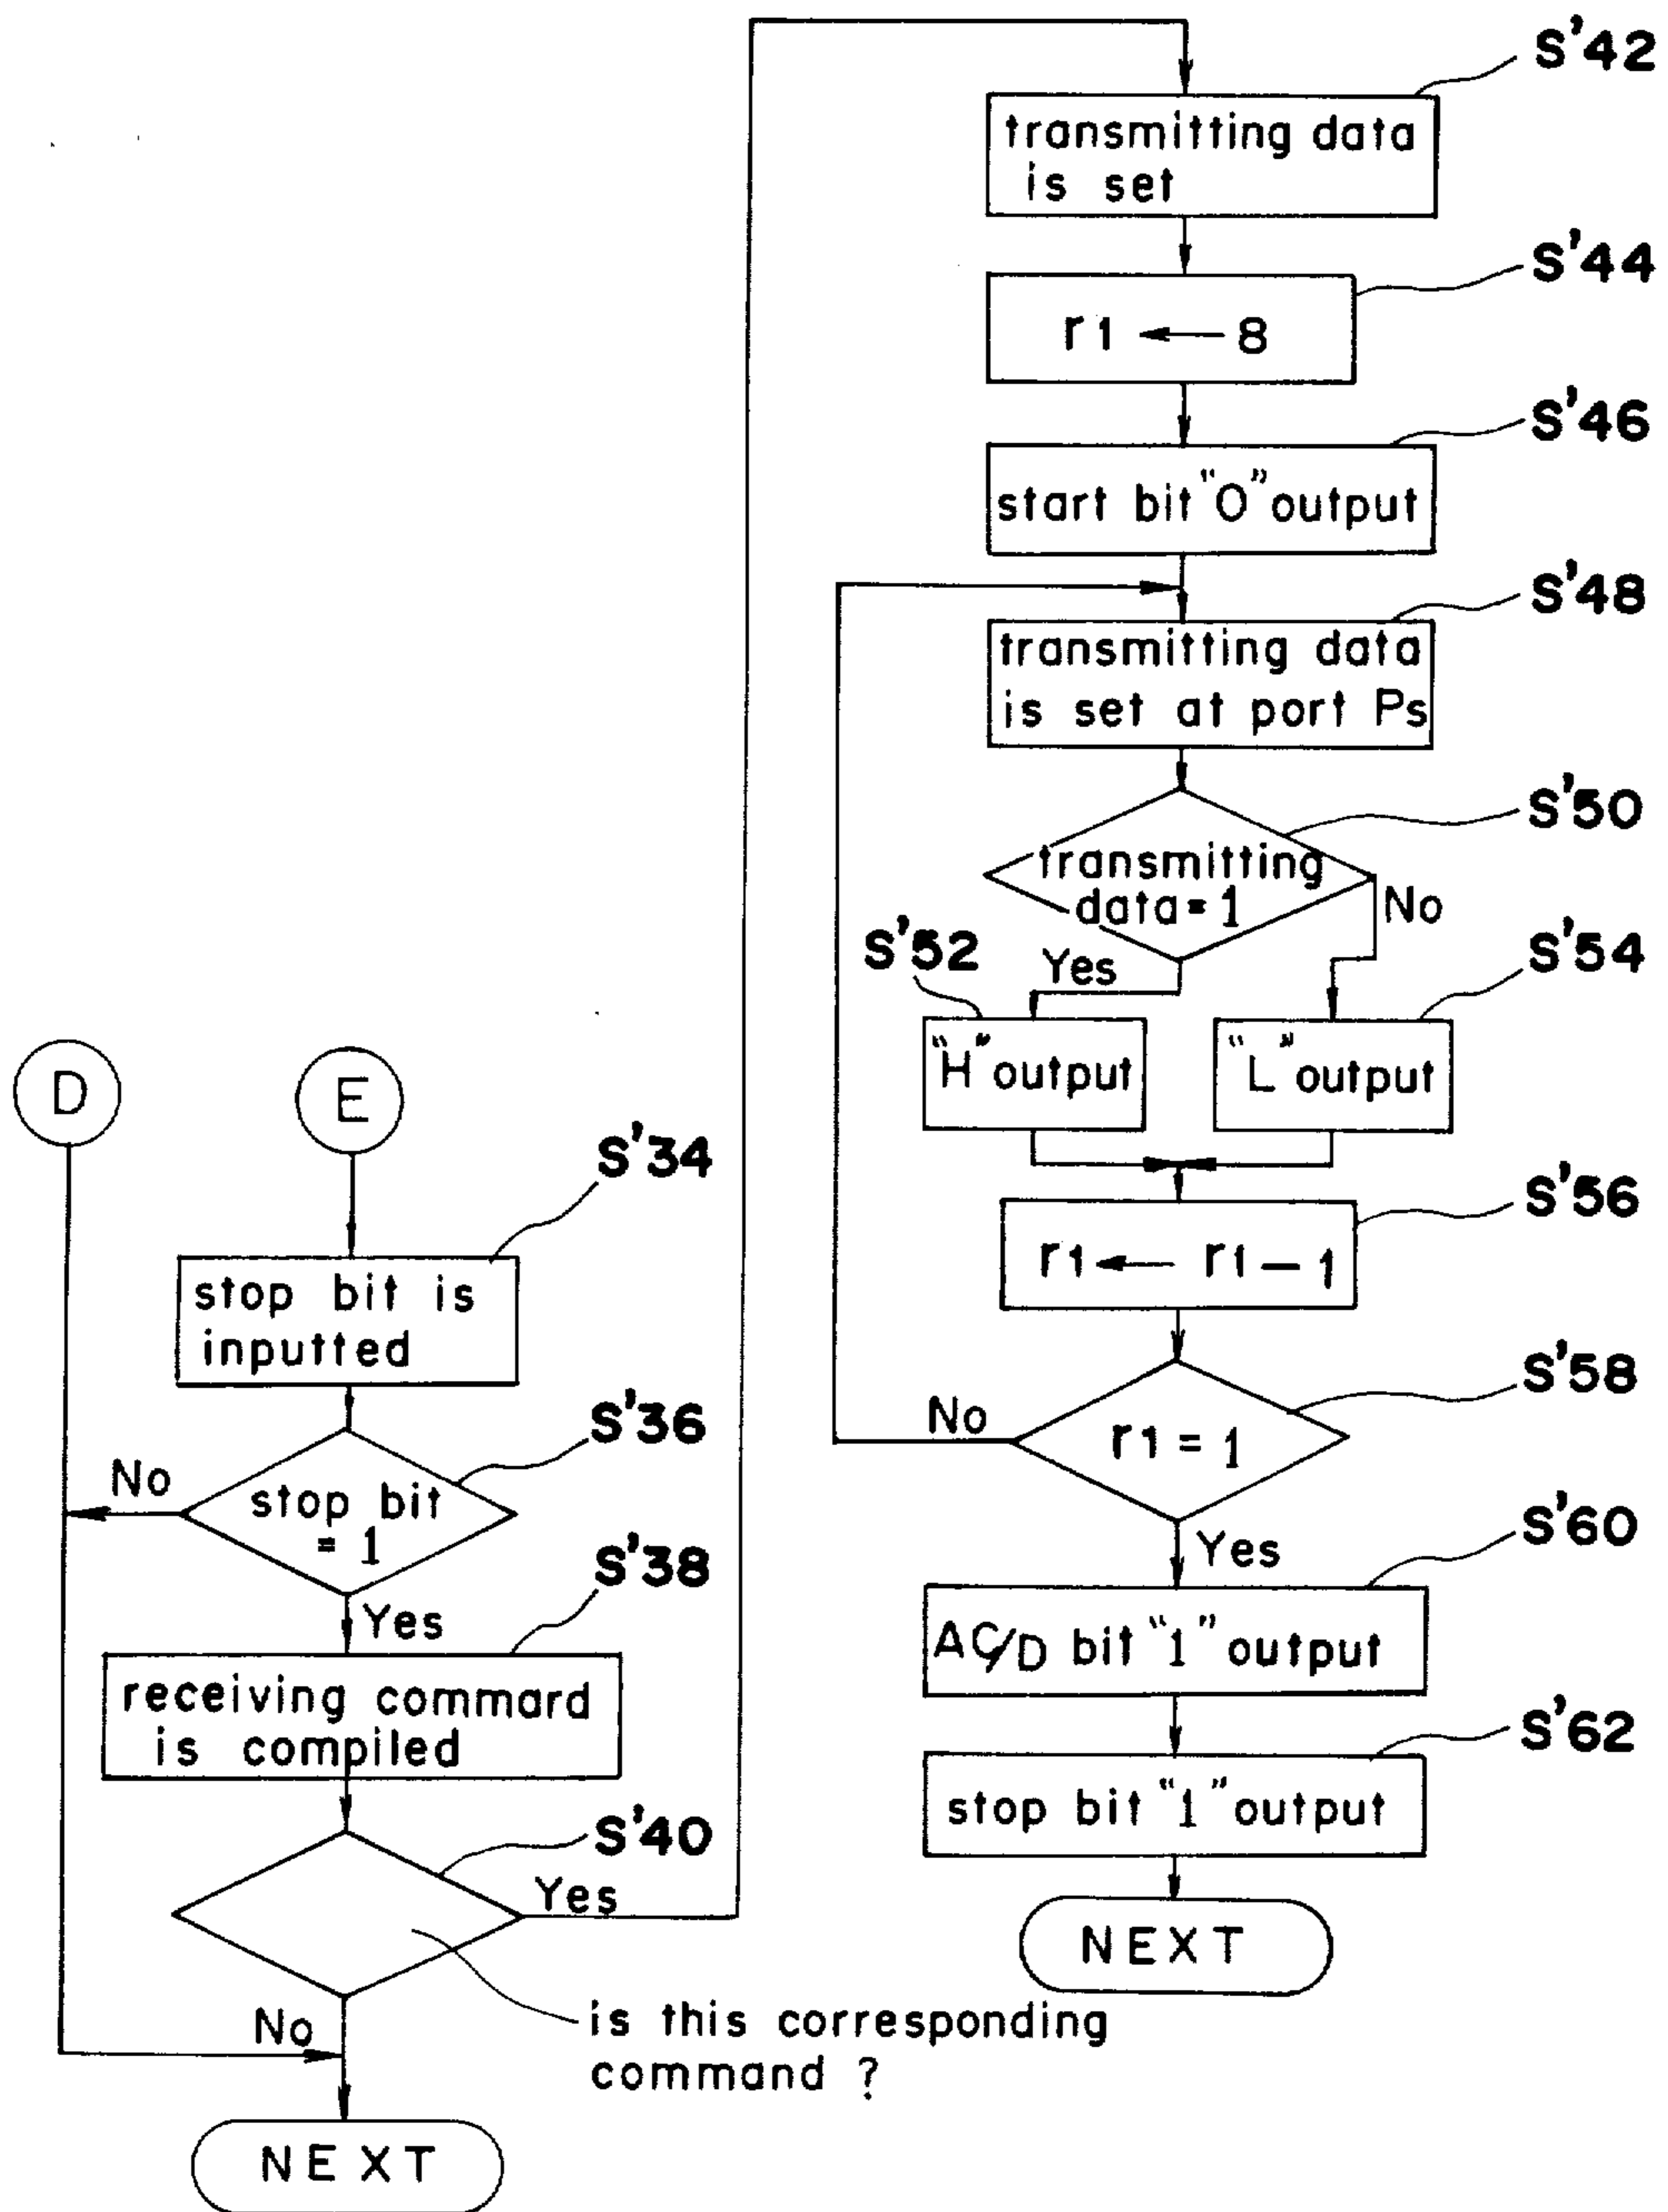 D
E
S'34
stop bit is
inputted
S'36
stop bit
= 1
No
Yes
S'38
receiving commard
is compiled
S'40
Yes
No
is this corresponding
command ?
NEXT
S'42
transmitting data
is set
S'44
r1 ← 8
S'46
start bit "0" output
S'48
transmitting data
is set at port Ps
S'50
transmitting
data = 1
No
Yes
S'52
"H" output
S'54
"L" output
S'56
r1 ← r1 — 1
S'58
r1 = 1
No
Yes
S'60
AC/D bit "1" output
S'62
stop bit "1" output
NEXT